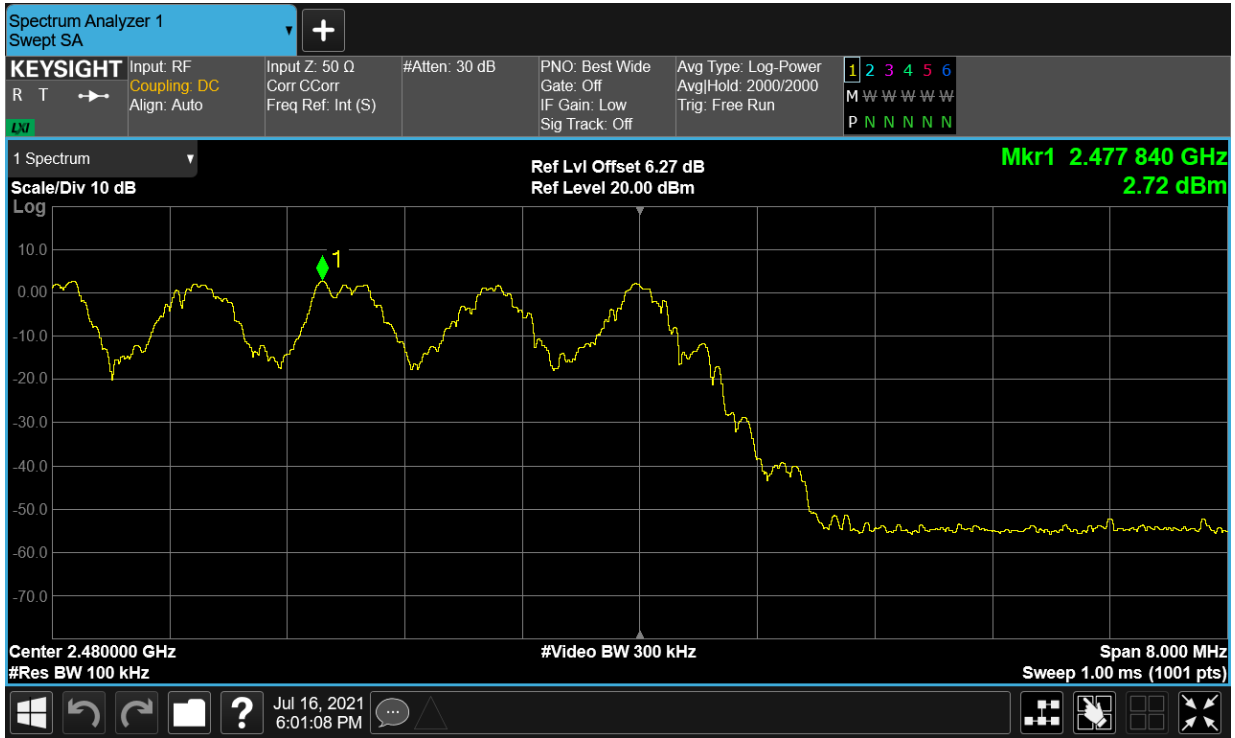 Spectrum Analyzer 1
Swept SA
KEYSIGHT
R T
LXI
Input: RF
Coupling: DC
Align: Auto
Input Z: 50 Ω
Corr CCorr
Freq Ref: Int (S)
#Atten: 30 dB
PNO: Best Wide
Gate: Off
IF Gain: Low
Sig Track: Off
Avg Type: Log-Power
Avg|Hold: 2000/2000
Trig: Free Run
1 2 3 4 5 6
M W W W W W
P N N N N N
1 Spectrum
Scale/Div 10 dB
Log
Ref Lvl Offset 6.27 dB
Ref Level 20.00 dBm
Mkr1 2.477 840 GHz
2.72 dBm
1
10.0
0.00
-10.0
-20.0
-30.0
-40.0
-50.0
-60.0
-70.0
Center 2.480000 GHz
#Res BW 100 kHz
#Video BW 300 kHz
Span 8.000 MHz
Sweep 1.00 ms (1001 pts)
?
Jul 16, 2021
6:01:08 PM